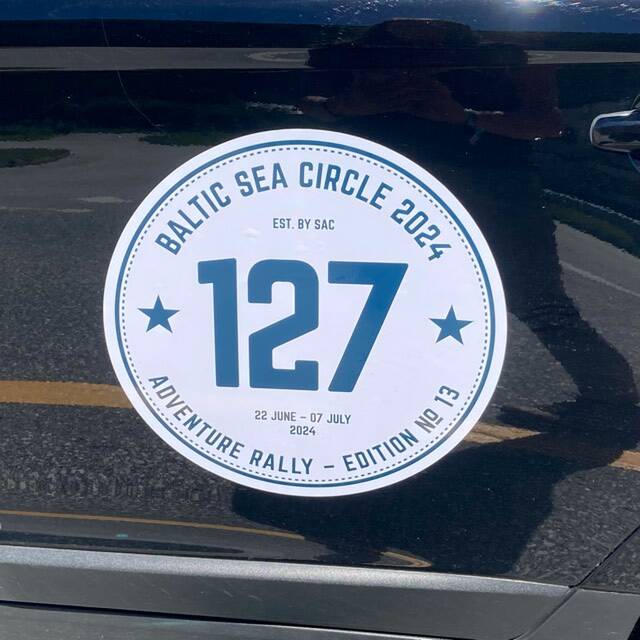 BALTIC SEA CIRCLE 2024
EST. BY SAC
127
22 JUNE – 07 JULY
2024
ADVENTURE RALLY – EDITION Nº 13